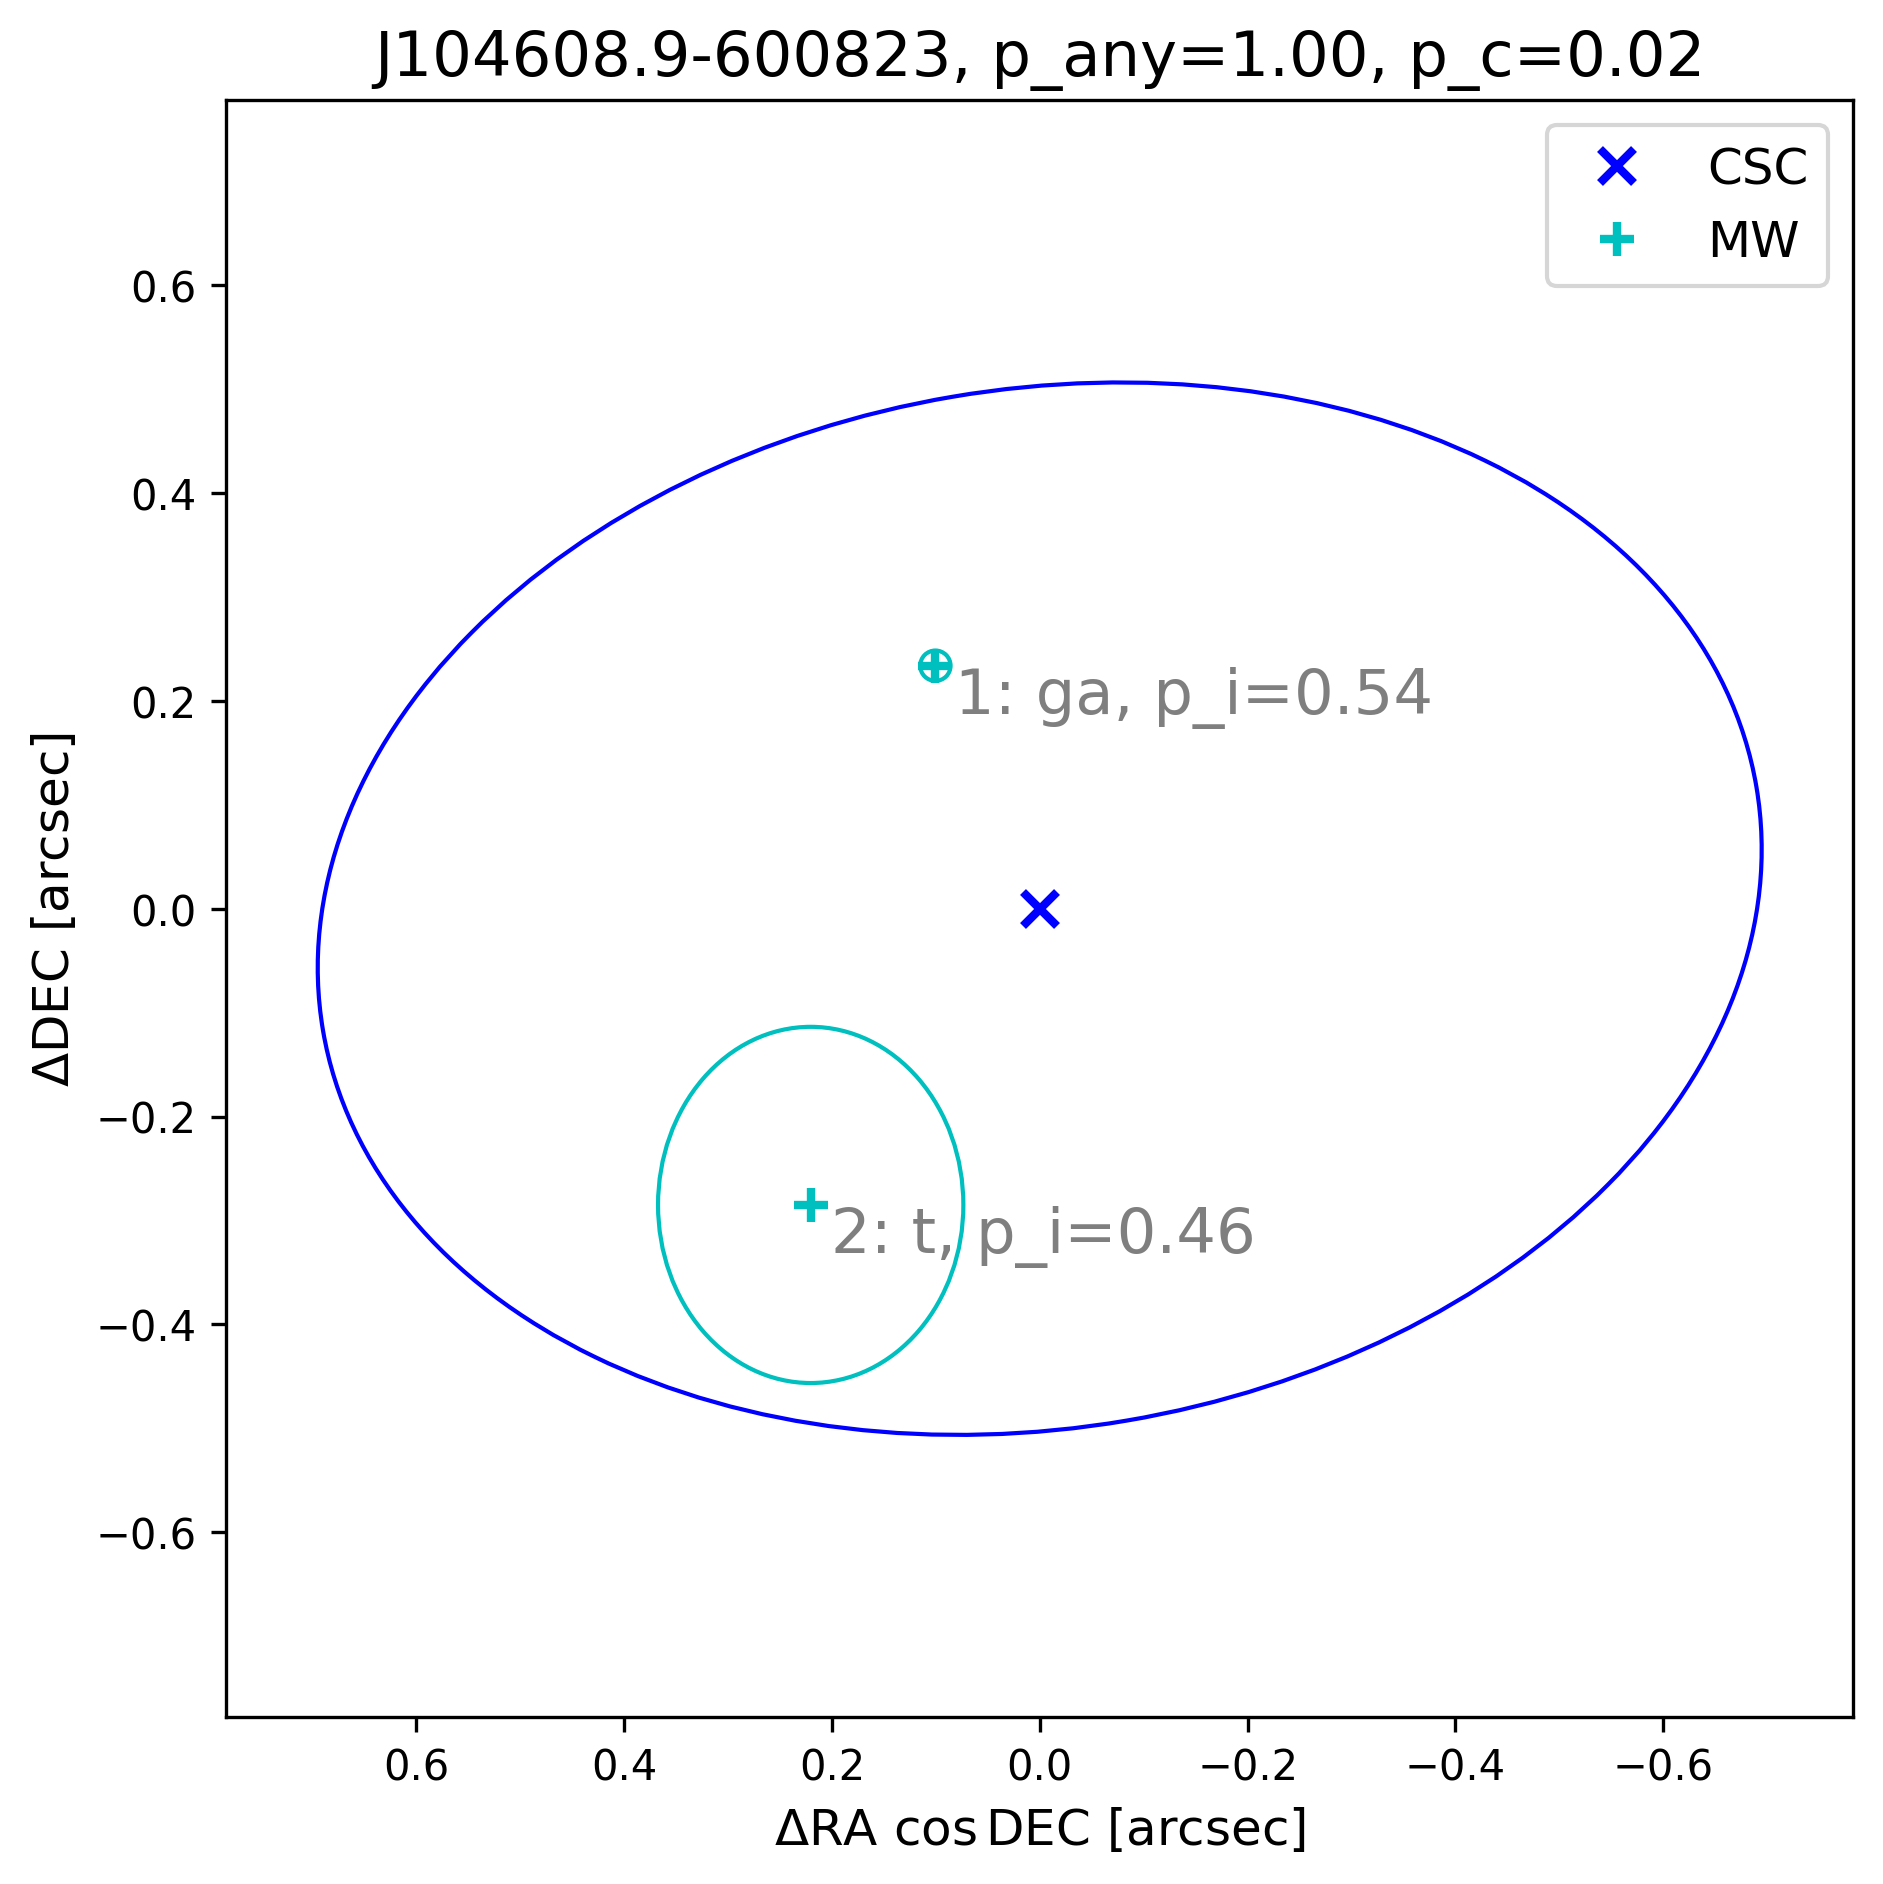 J104608.9-600823, p_any=1.00, p_c=0.02
CSC
MW
0.6
0.4
0.2
0.0
−0.2
−0.4
−0.6
ΔDEC [arcsec]
1: ga, p_i=0.54
2: t, p_i=0.46
0.6 0.4 0.2 0.0 −0.2 −0.4 −0.6
ΔRA cos DEC [arcsec]